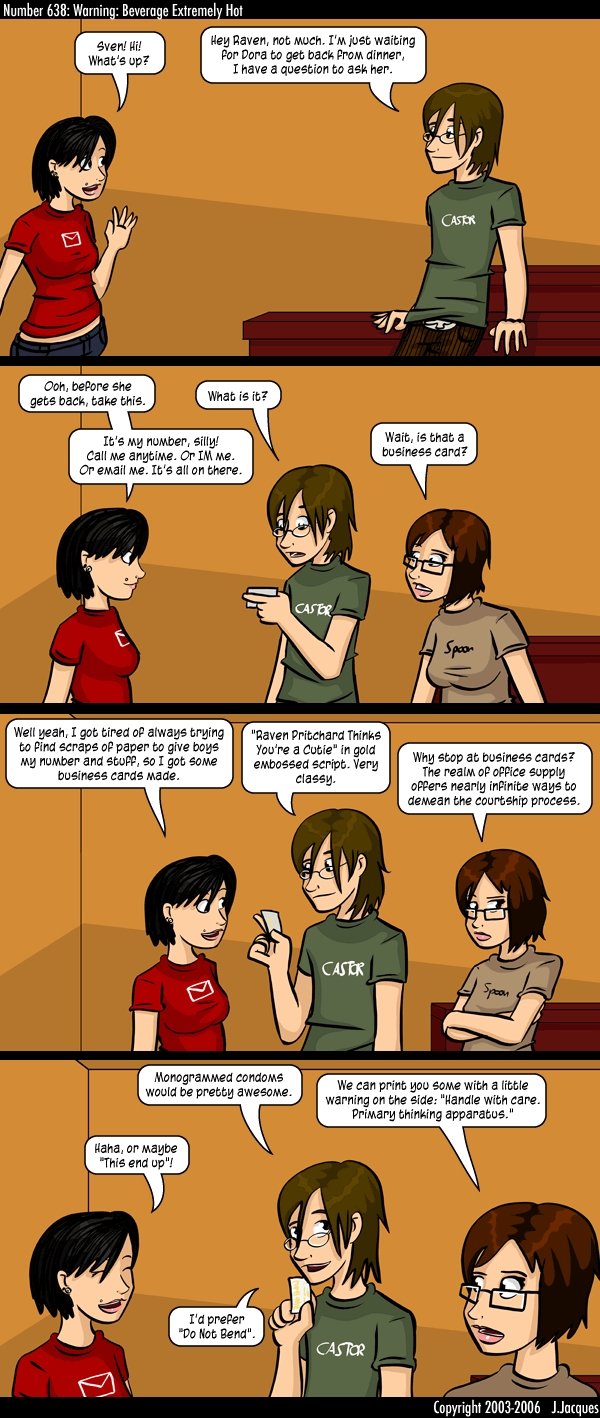 Number 638: Warning: Beverage Extremely Hot
Sven! Hi!
What's up?
Hey Raven, not much. I'm just waiting
for Dora to get back from dinner,
I have a question to ask her.
CASTOR
Ooh, before she
gets back, take this.
It's my number, silly!
Call me anytime. Or IM me.
Or email me. It's all on there.
What is it?
Wait, is that a
business card?
CASTOR
Spoon
Well yeah, I got tired of always trying
to find scraps of paper to give boys
my number and stuff, so I got some
business cards made.
"Raven Pritchard Thinks
You're a Cutie" in gold
embossed script. Very
classy.
Why stop at business cards?
The realm of office supply
offers nearly infinite ways to
demean the courtship process.
CASTOR
Spoon
Monogrammed condoms
would be pretty awesome.
We can print you some with a little
warning on the side: "Handle with care.
Primary thinking apparatus."
Haha, or maybe
"This end up"!
I'd prefer
"Do Not Bend".
CASTOR
Copyright 2003-2006 J.Jacques